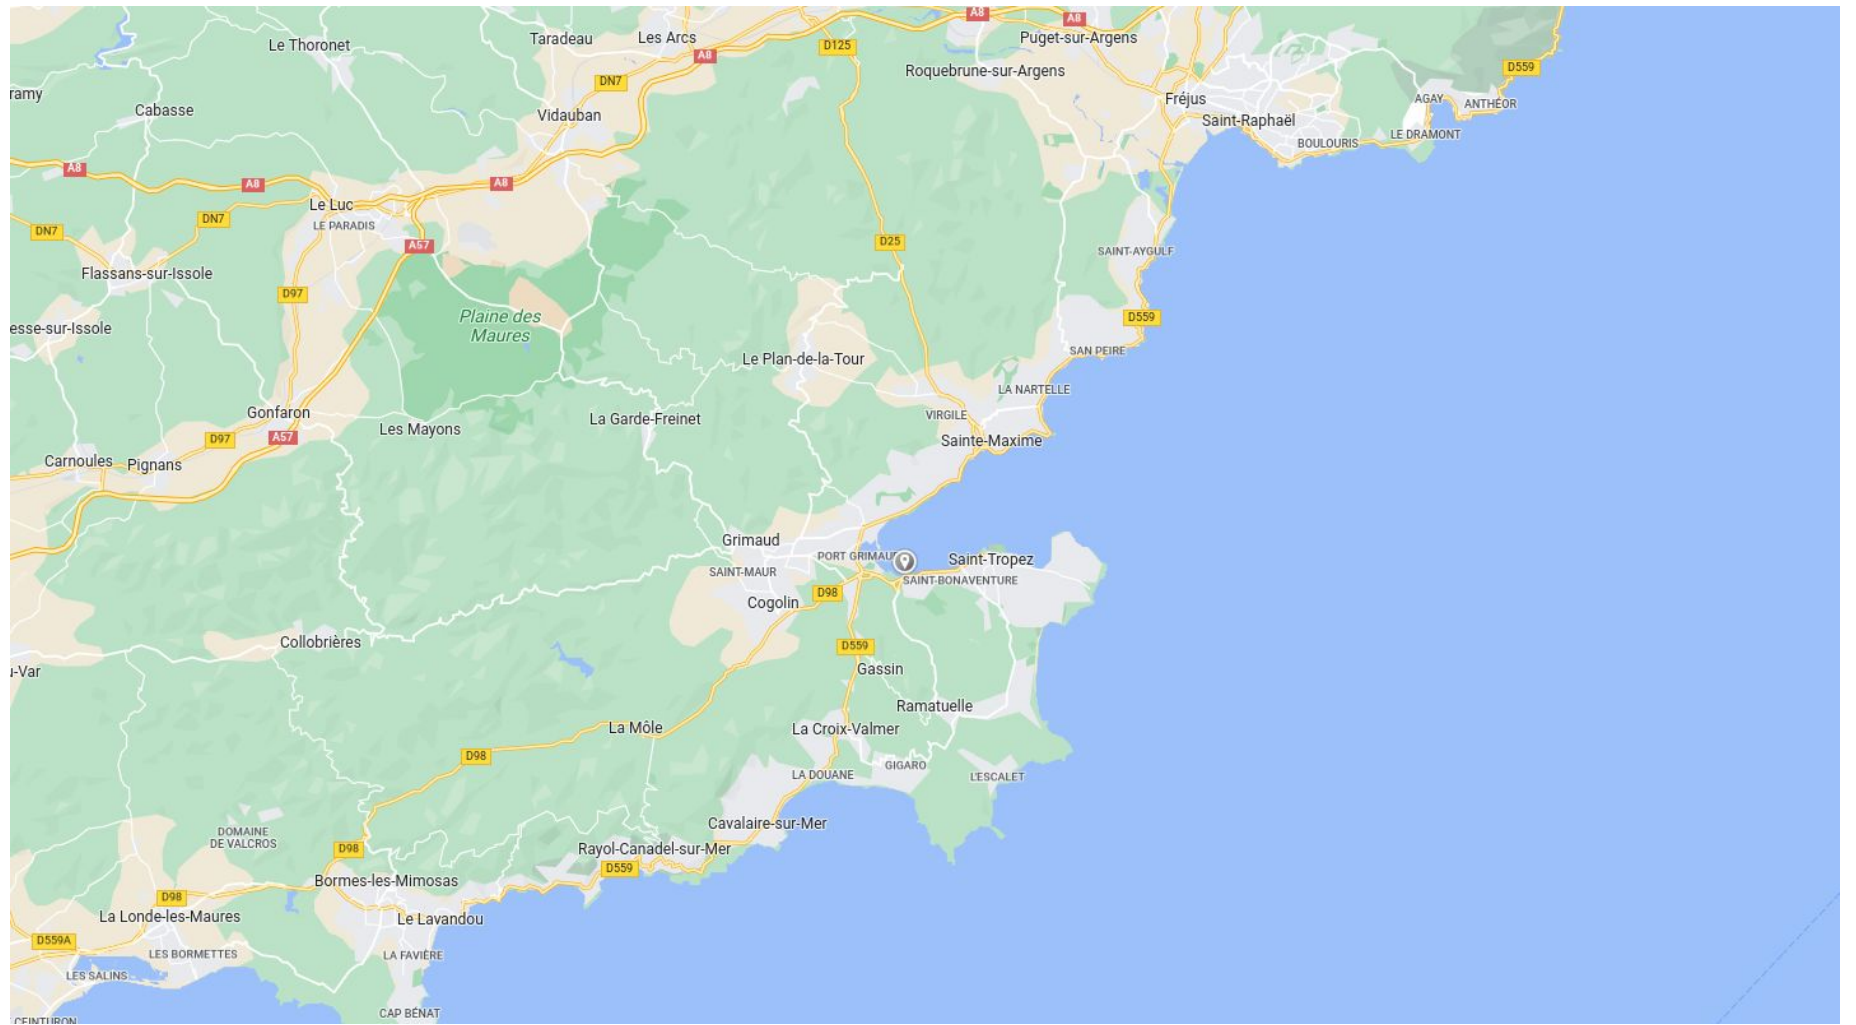 A8
A8
Le Thoronet
Taradeau
Les Arcs
Puget-sur-Argens
D125
A8
D559
Roquebrune-sur-Argens
DN7
ramy
Cabasse
Vidauban
Fréjus
AGAY
ANTHÉOR
Saint-Raphaël
LE DRAMONT
BOULOURIS
A8
A8
A8
Le Luc
DN7
LE PARADIS
DN7
A57
D25
SAINT-AYGULF
Flassans-sur-Issole
D97
Plaine des
Maures
D559
esse-sur-Issole
SAN PEIRE
Le Plan-de-la-Tour
LA NARTELLE
Gonfaron
La Garde-Freinet
VIRGILE
Les Mayons
A57
D97
Sainte-Maxime
Carnoules
Pignans
Grimaud
PORT GRIMAUD
Saint-Tropez
SAINT-MAUR
SAINT-BONAVENTURE
D98
Cogolin
Collobrières
D559
u-Var
Gassin
Ramatuelle
La Môle
La Croix-Valmer
D98
GIGARO
LA DOUANE
L'ESCALET
Cavalaire-sur-Mer
DOMAINE
DE VALCROS
D98
Rayol-Canadel-sur-Mer
D559
Bormes-les-Mimosas
D98
La Londe-les-Maures
Le Lavandou
D559A
LES BORMETTES
LA FAVIÈRE
LES SALINS
CAP BÉNAT
CEINTURON